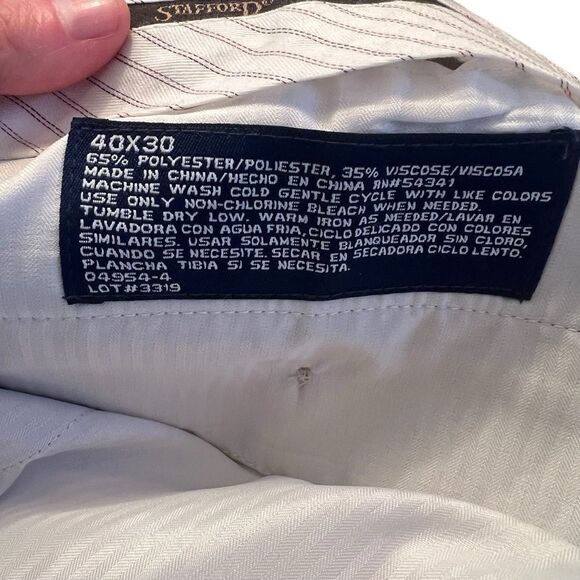 STAFFORD
40X30
65% POLYESTER/POLIESTER, 35% VISCOSE/VISCOSA
MADE IN CHINA/HECHO EN CHINA RN#54341
MACHINE WASH COLD GENTLE CYCLE WITH LIKE COLORS
USE ONLY NON-CHLORINE BLEACH WHEN NEEDED.
TUMBLE DRY LOW. WARM IRON AS NEEDED/LAVAR EN
LAVADORA CON AGUA FRIA, CICLO DELICADO CON COLORES
SIMILARES. USAR SOLAMENTE BLANQUEADOR SIN CLORO,
CUANDO SE NECESITE. SECAR EN SECADORA CICLO LENTO.
PLANCHA TIBIA SI SE NECESITA.
04954-4
LOT#3319